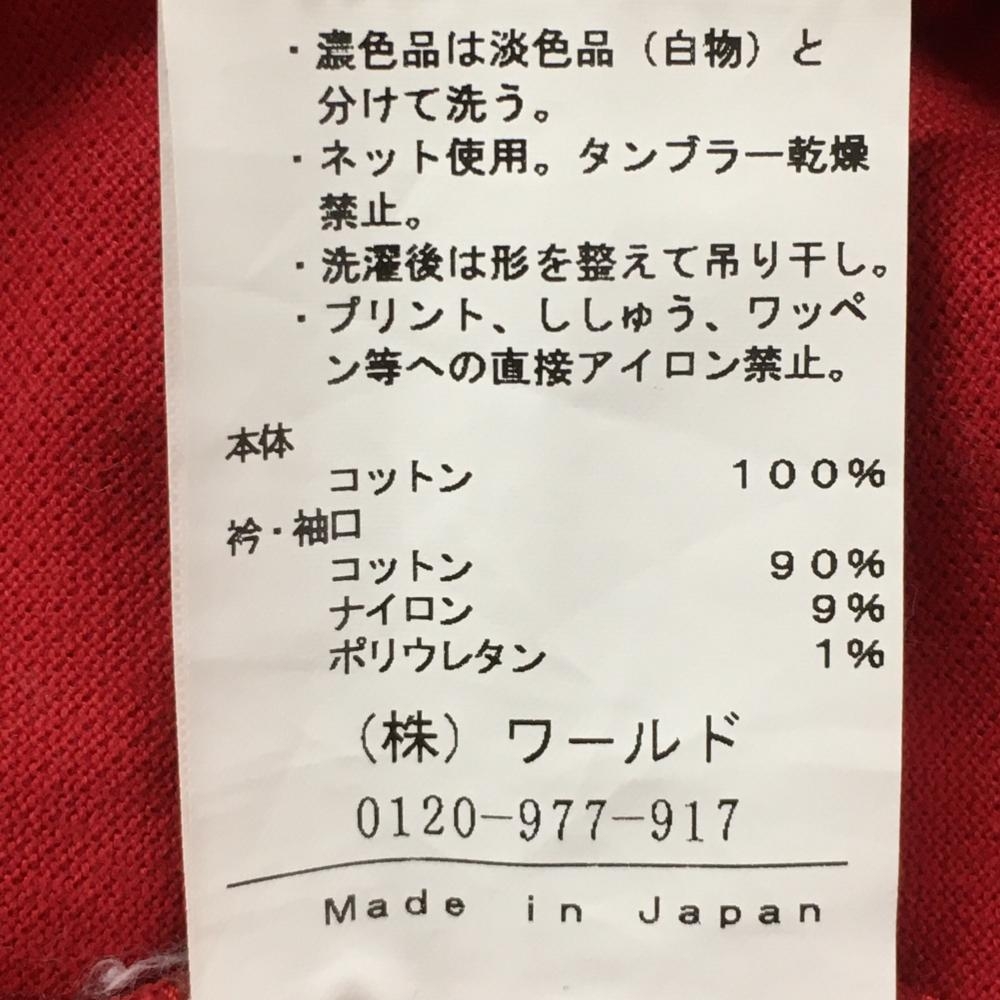 ・濃色品は淡色品（白物）と
分けて洗う。
・ネット使用。タンブラー乾燥
禁止。
・洗濯後は形を整えて吊り干し。
・プリント、ししゅう、ワッペ
ン等への直接アイロン禁止。
本体
コットン 100%
衿・袖口
コットン 90%
ナイロン 9%
ポリウレタン 1%
（株）ワールド
0120-977-917
Made in Japan